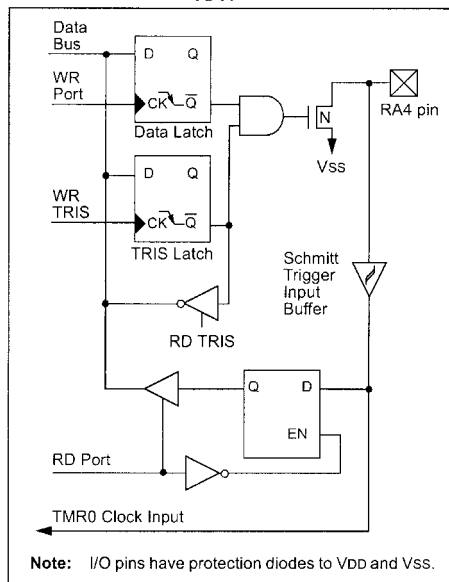 Data
Bus
D Q
WR
Port
CK Q
Data Latch
N
RA4 pin
VSS
D Q
WR
TRIS
CK Q
TRIS Latch
Schmitt
Trigger
Input
Buffer
RD TRIS
Q D
EN
RD Port
TMR0 Clock Input
Note: I/O pins have protection diodes to VDD and VSS.